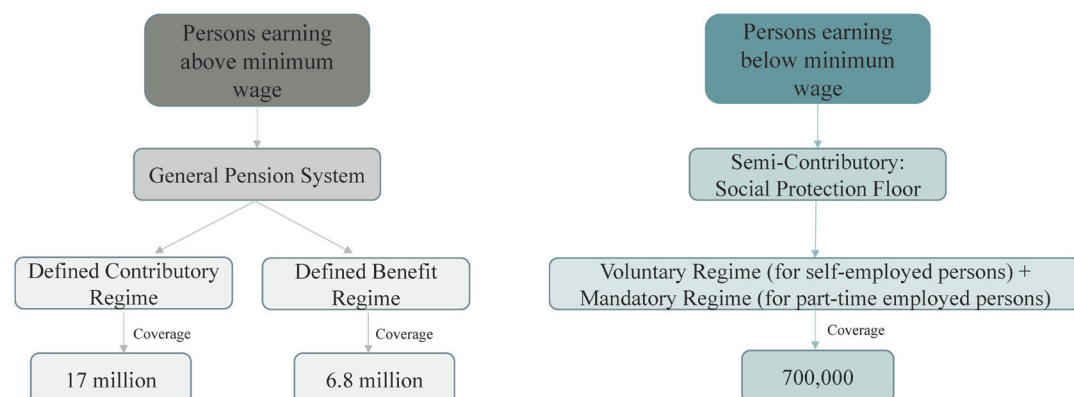 Persons earning
above minimum
wage
General Pension System
Defined Contributory
Regime
Defined Benefit
Regime
Coverage
Coverage
17 million
6.8 million
Persons earning
below minimum
wage
Semi-Contributory:
Social Protection Floor
Voluntary Regime (for self-employed persons) +
Mandatory Regime (for part-time employed persons)
Coverage
700,000